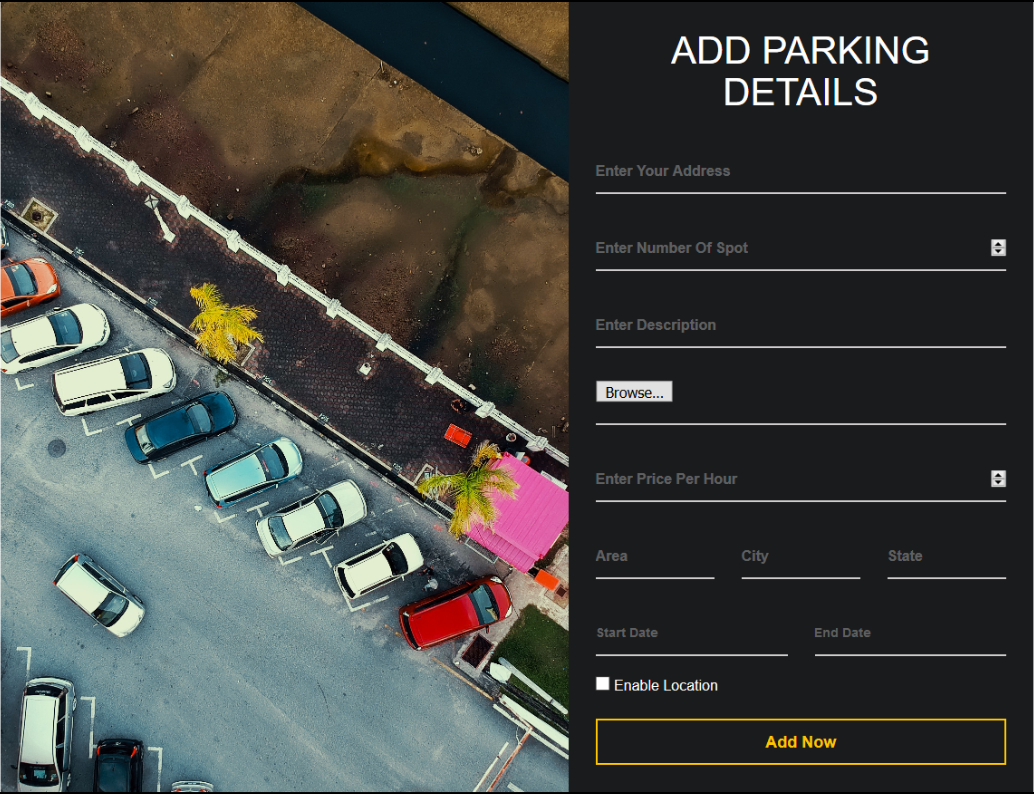 ADD PARKING
DETAILS
Enter Your Address
Enter Number Of Spot
Enter Description
Browse...
Enter Price Per Hour
Area City State
Start Date End Date
Enable Location
Add Now